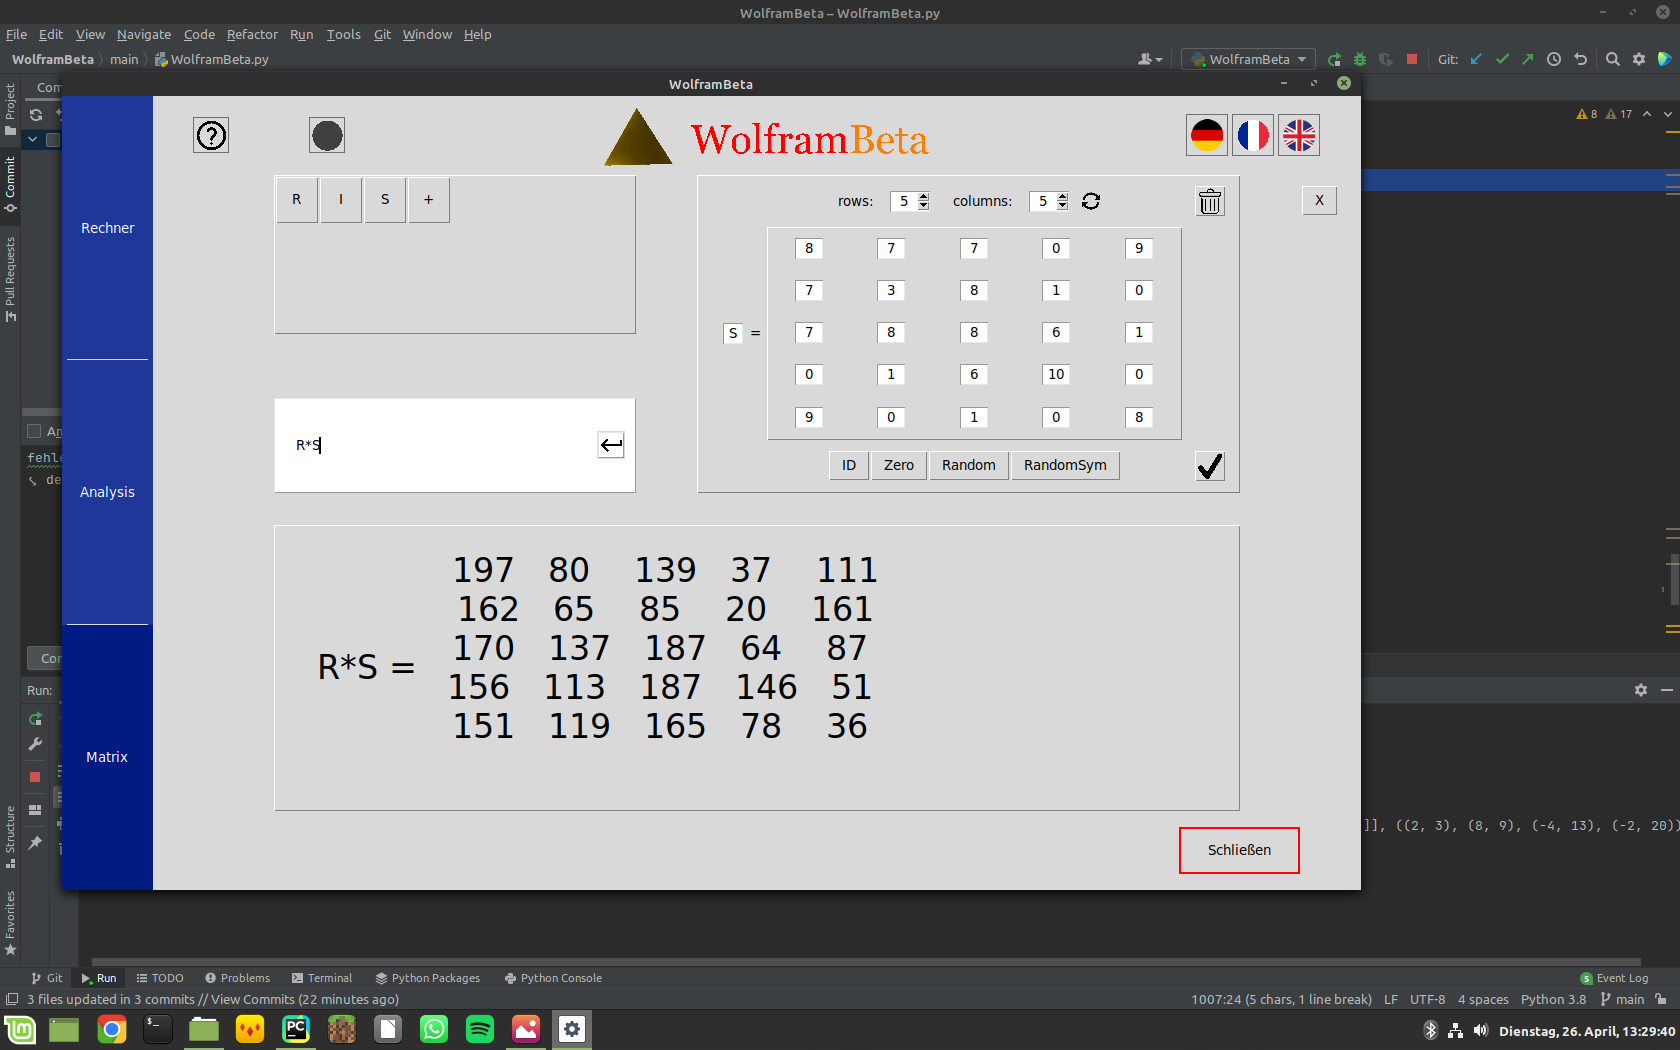 WolframBeta – WolframBeta.py
File Edit View Navigate Code Refactor Run Tools Git Window Help
WolframBeta main WolframBeta.py
WolframBeta Git:
WolframBeta
Project
Commit
Pull Requests
Structure
Favorites
8 17
Run:
Rechner
Analysis
Matrix
WolframBeta
R I S +
rows: 5 columns: 5
X
8 7 7 0 9
7 3 8 1 0
S = 7 8 8 6 1
0 1 6 10 0
9 0 1 0 8
ID Zero Random RandomSym
R*S
197 80 139 37 111
162 65 85 20 161
170 137 187 64 87
R*S =
156 113 187 146 51
151 119 165 78 36
]], ((2, 3), (8, 9), (-4, 13), (-2, 20))
Schließen
Git Run TODO Problems Terminal Python Packages Python Console 5 Event Log
3 files updated in 3 commits // View Commits (22 minutes ago) 1007:24 (5 chars, 1 line break) LF UTF-8 4 spaces Python 3.8 main
Dienstag, 26. April, 13:29:40